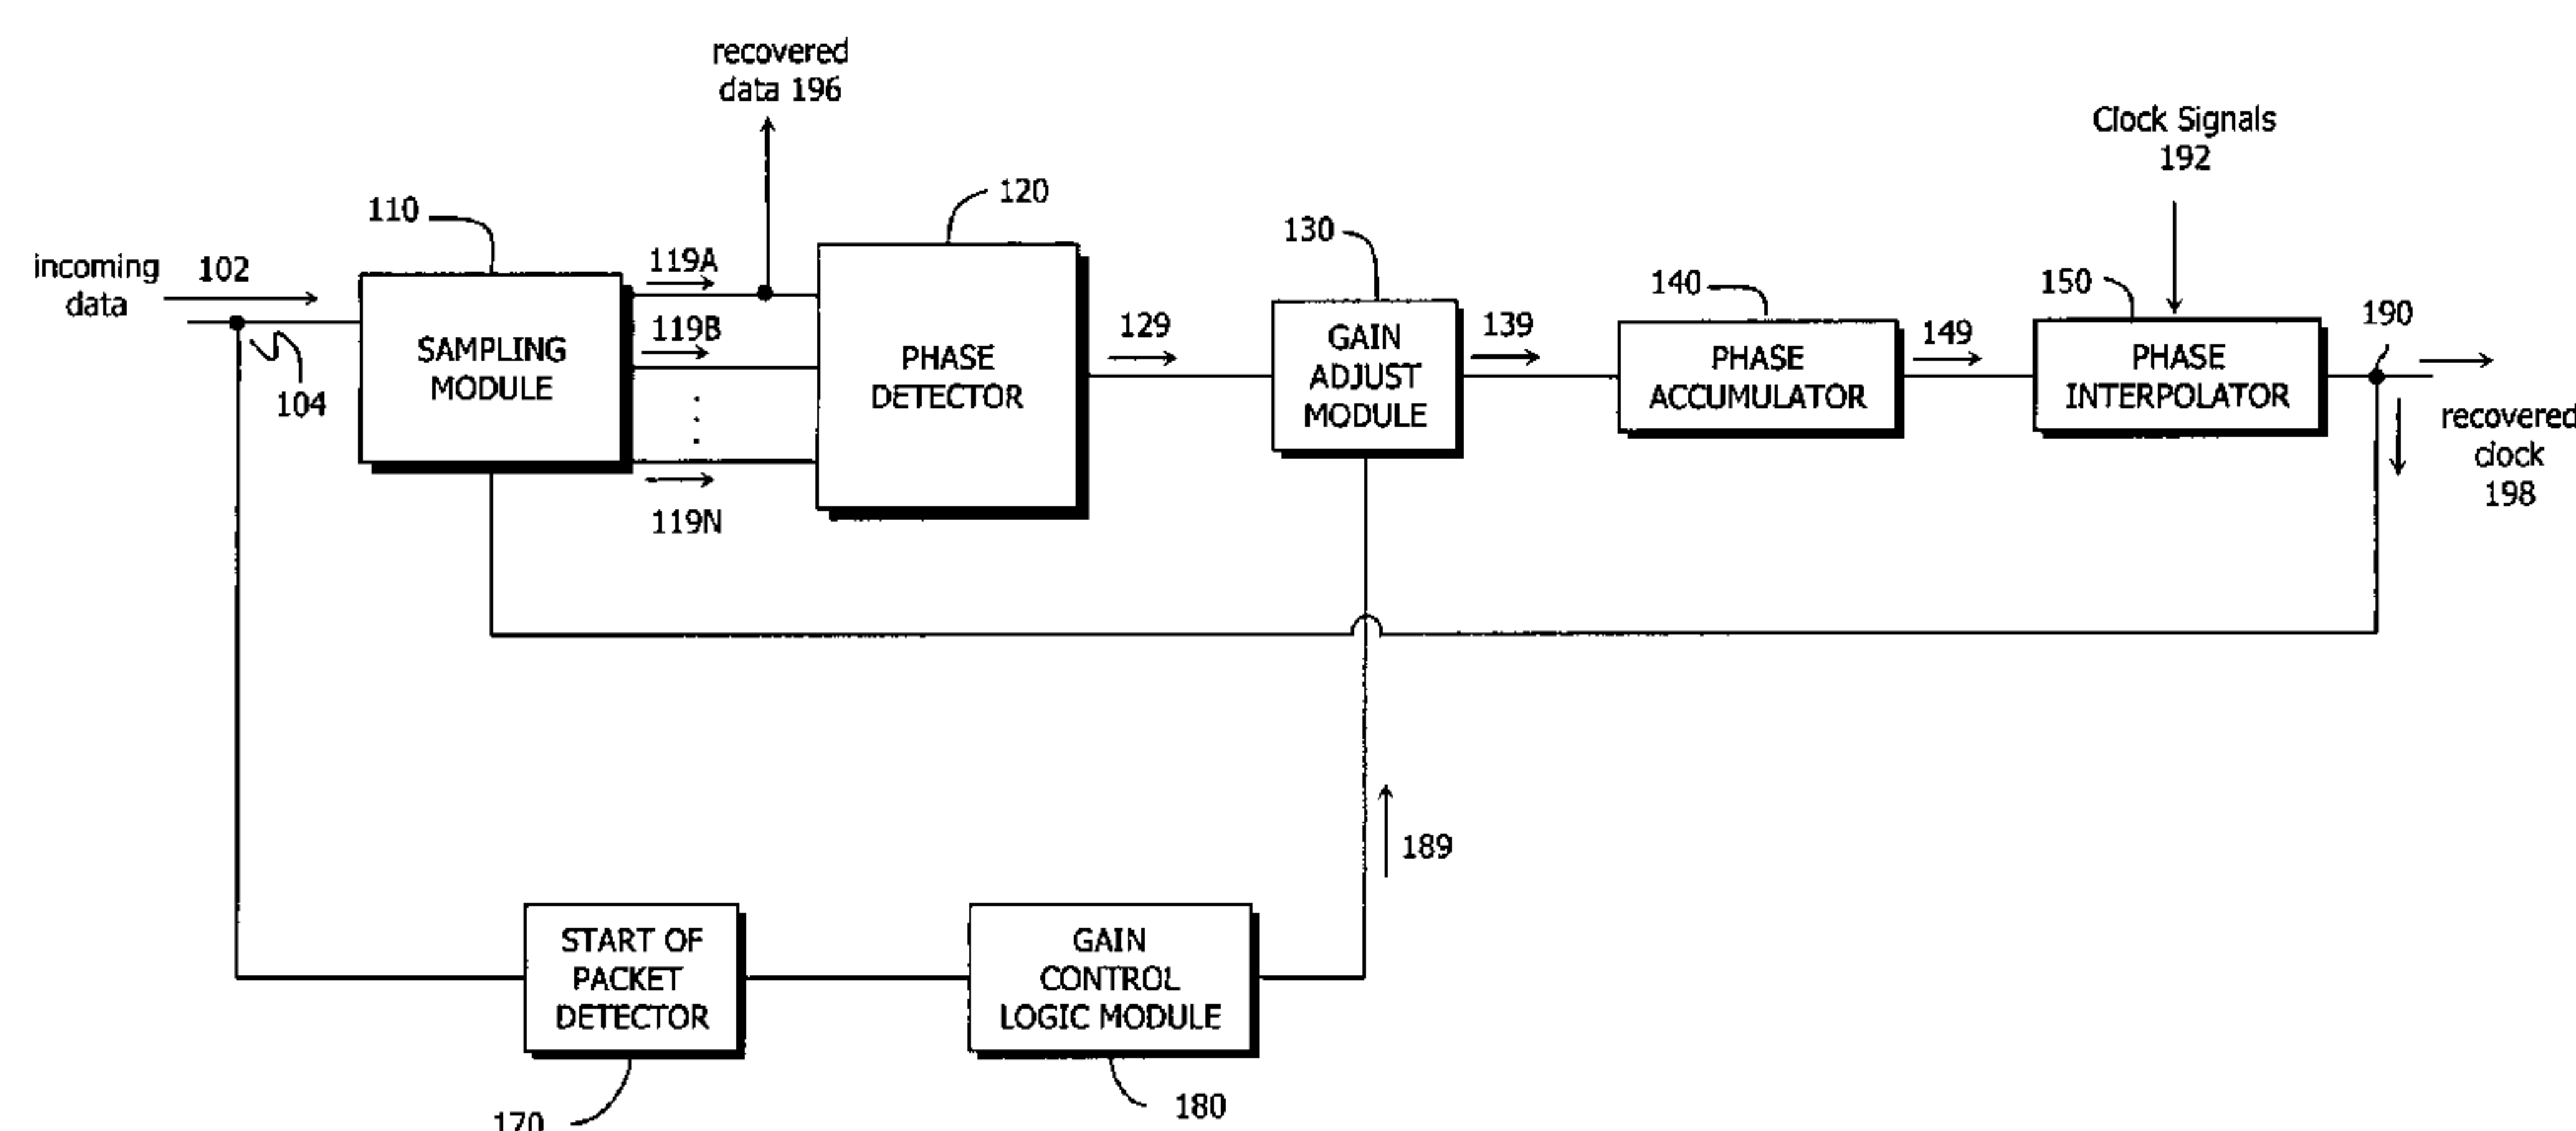 recovered
data 196
Clock Signals
192
incoming
data
102
104
110
SAMPLING
MODULE
119A
119B
119N
120
PHASE
DETECTOR
129
130
GAIN
ADJUST
MODULE
139
140
PHASE
ACCUMULATOR
149
150
PHASE
INTERPOLATOR
190
recovered
clock
198
189
START OF
PACKET
DETECTOR
170
GAIN
CONTROL
LOGIC MODULE
180